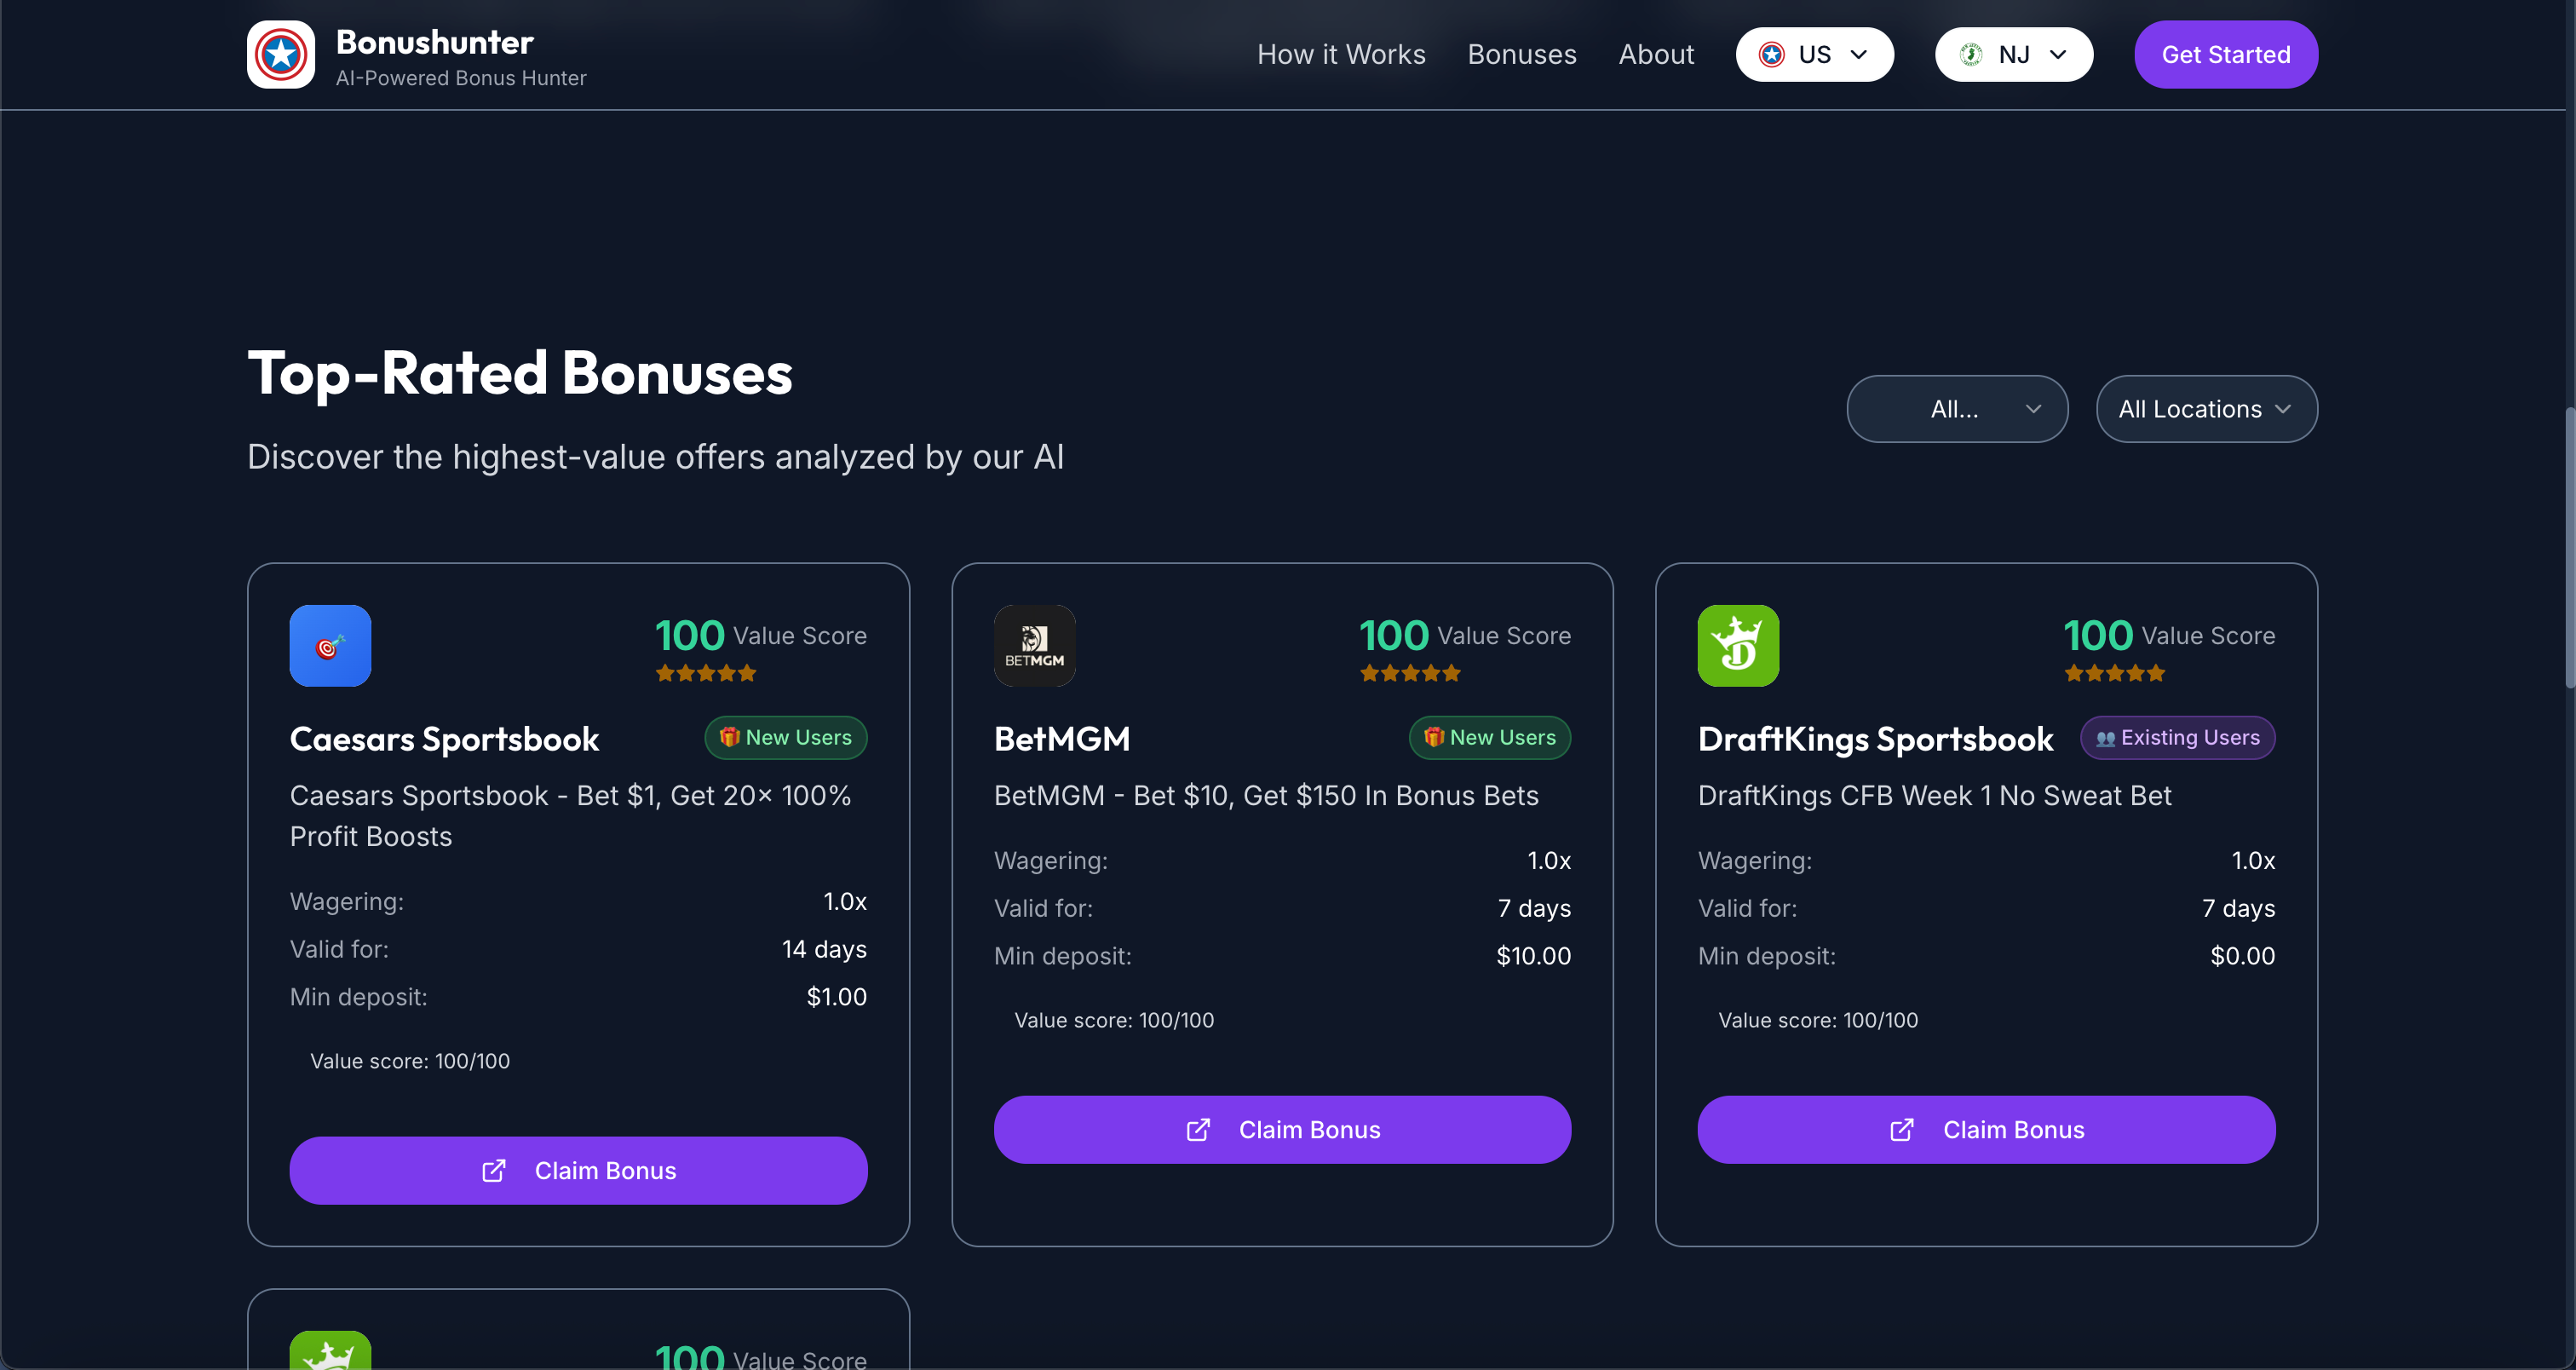 Bonushunter
AI-Powered Bonus Hunter
How it Works
Bonuses
About
US
NJ
Get Started
Top-Rated Bonuses
Discover the highest-value offers analyzed by our AI
All...
All Locations
100 Value Score
Caesars Sportsbook
🎁 New Users
Caesars Sportsbook - Bet $1, Get 20× 100%
Profit Boosts
Wagering: 1.0x
Valid for: 14 days
Min deposit: $1.00
Value score: 100/100
Claim Bonus
BETMGM
100 Value Score
BetMGM
🎁 New Users
BetMGM - Bet $10, Get $150 In Bonus Bets
Wagering: 1.0x
Valid for: 7 days
Min deposit: $10.00
Value score: 100/100
Claim Bonus
D
100 Value Score
DraftKings Sportsbook
👥 Existing Users
DraftKings CFB Week 1 No Sweat Bet
Wagering: 1.0x
Valid for: 7 days
Min deposit: $0.00
Value score: 100/100
Claim Bonus
100 Value Score